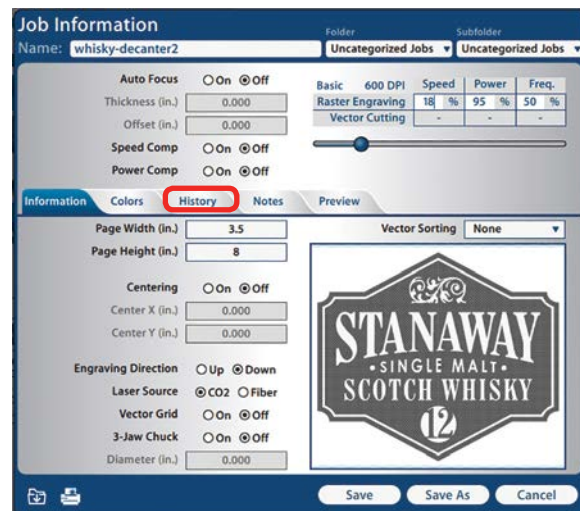 Job Information
Folder Subfolder
Name: whisky-decanter2 Uncategorized Jobs Uncategorized Jobs
Auto Focus On Off
Thickness (in.) 0.000
Offset (in.) 0.000
Speed Comp On Off
Power Comp On Off
Basic 600 DPI Speed Power Freq.
Raster Engraving 18 % 95 % 50 %
Vector Cutting - - -
Information Colors History Notes Preview
Page Width (in.) 3.5
Page Height (in.) 8
Centering On Off
Center X (in.) 0.000
Center Y (in.) 0.000
Engraving Direction Up Down
Laser Source CO2 Fiber
Vector Grid On Off
3-Jaw Chuck On Off
Diameter (in.) 0.000
Vector Sorting None
STANAWAY
•SINGLE MALT•
SCOTCH WHISKY
12
Save Save As Cancel